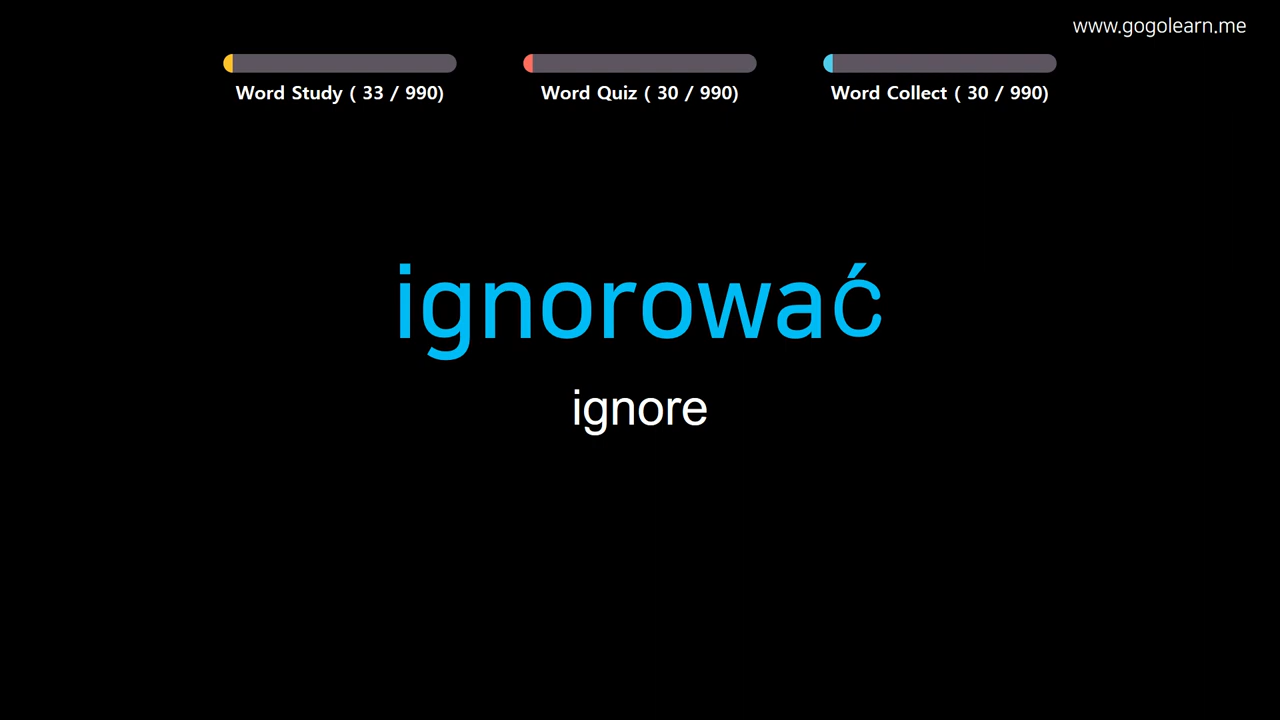 www.gogolearn.me
Word Study ( 33 / 990)
Word Quiz ( 30 / 990)
Word Collect ( 30 / 990)
ignorować
ignore